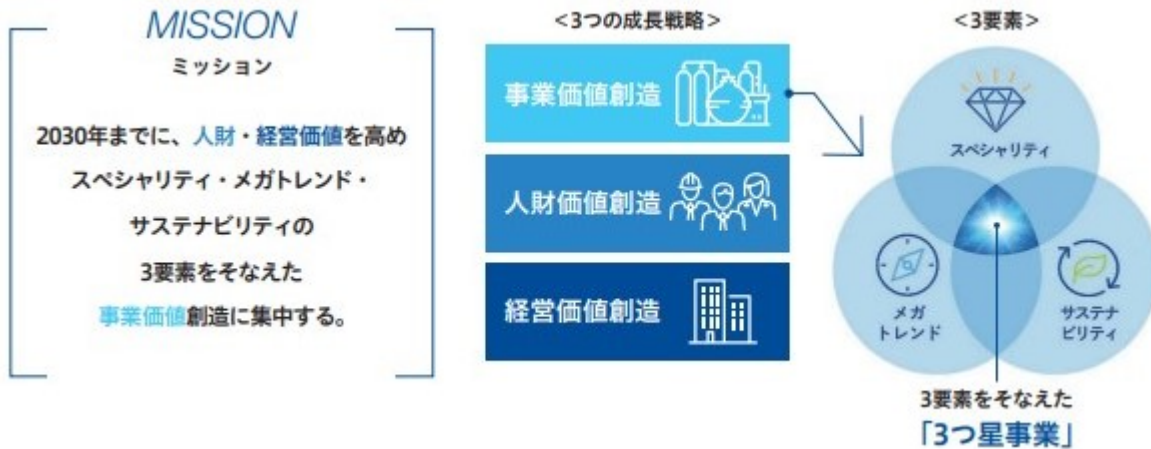 MISSION
ミッション
2030年までに、人財・経営価値を高め
スペシャリティ・メガトレンド・
サステナビリティの
3要素をそなえた
事業価値創造に集中する。
<3つの成長戦略>
事業価値創造
人財価値創造
経営価値創造
<3要素>
スペシャリティ
メガ
トレンド
サステナ
ビリティ
3要素をそなえた
「3つ星事業」